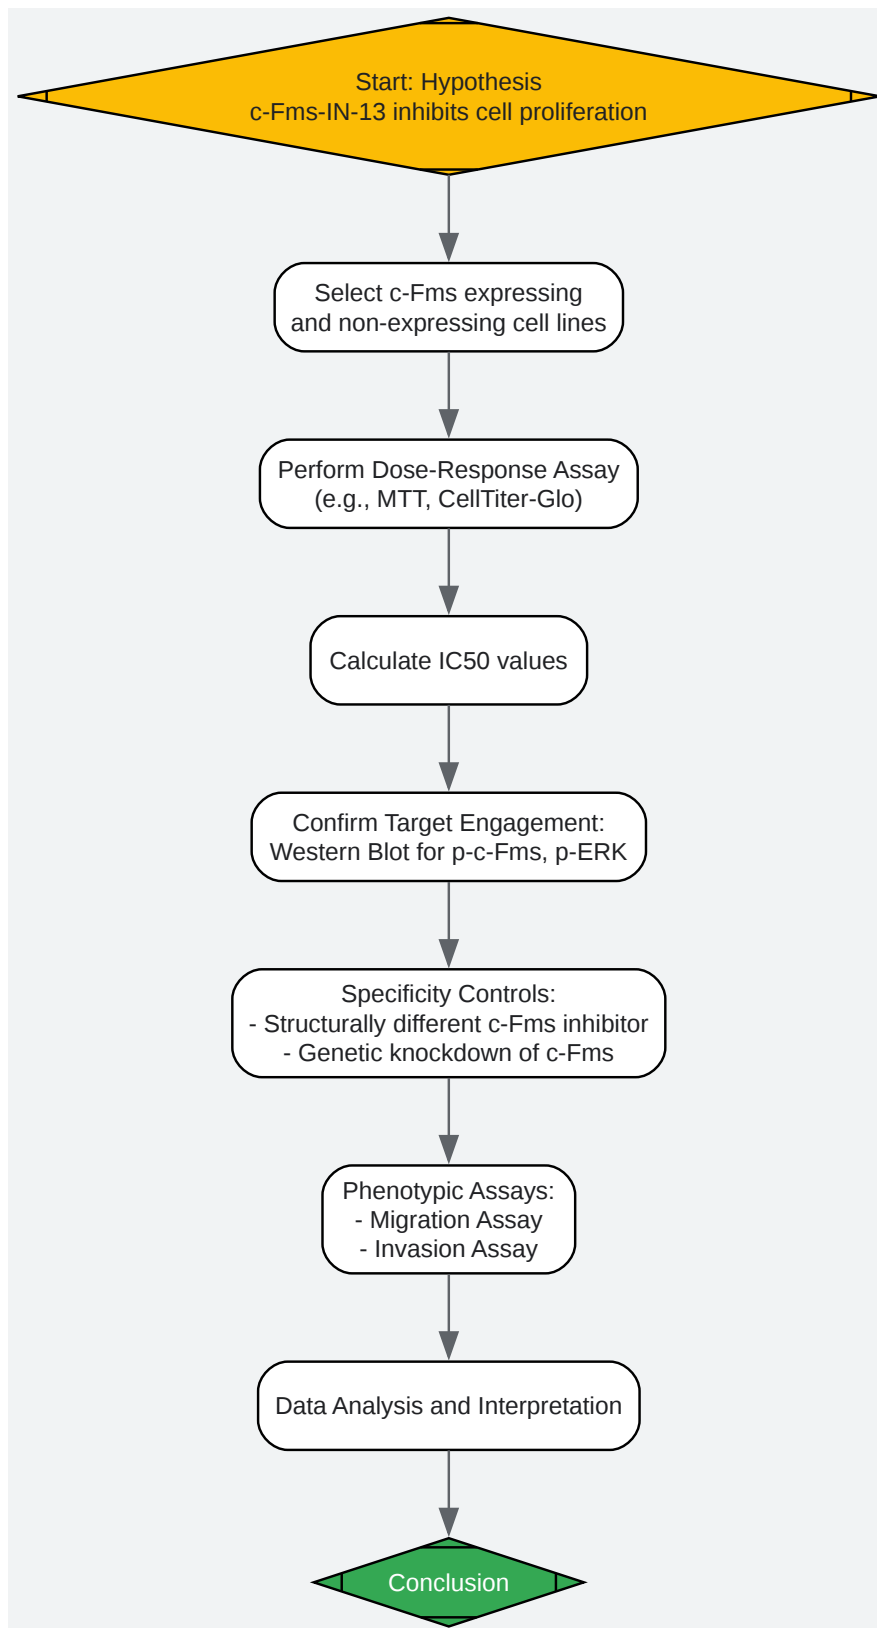 Start: Hypothesis
c-Fms-IN-13 inhibits cell proliferation
Select c-Fms expressing
and non-expressing cell lines
Perform Dose-Response Assay
(e.g., MTT, CellTiter-Glo)
Calculate IC50 values
Confirm Target Engagement:
Western Blot for p-c-Fms, p-ERK
Specificity Controls:
- Structurally different c-Fms inhibitor
- Genetic knockdown of c-Fms
Phenotypic Assays:
- Migration Assay
- Invasion Assay
Data Analysis and Interpretation
Conclusion